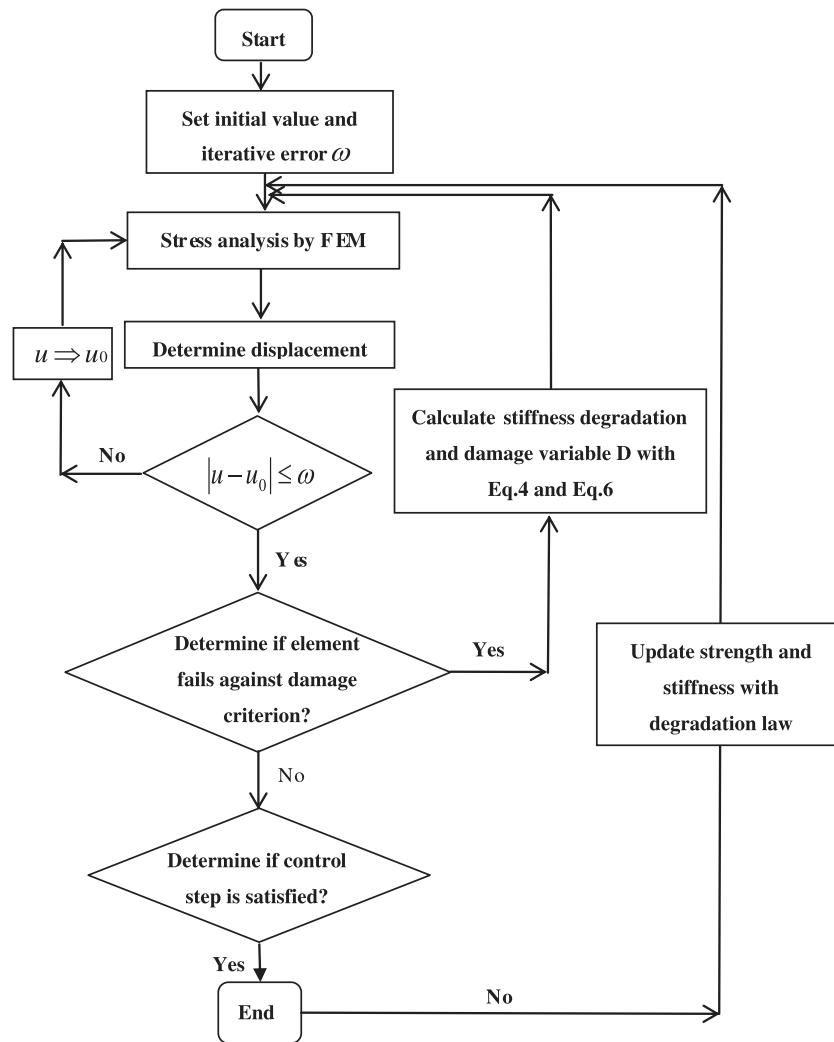 Start
Set initial value and
iterative error ω
Stress analysis by FEM
Determine displacement
u ⇒ u₀
No
|u − u₀| ≤ ω
Yes
Calculate stiffness degradation
and damage variable D with
Eq.4 and Eq.6
Determine if element
fails against damage
criterion?
Yes
Update strength and
stiffness with
degradation law
No
Determine if control
step is satisfied?
Yes
End
No